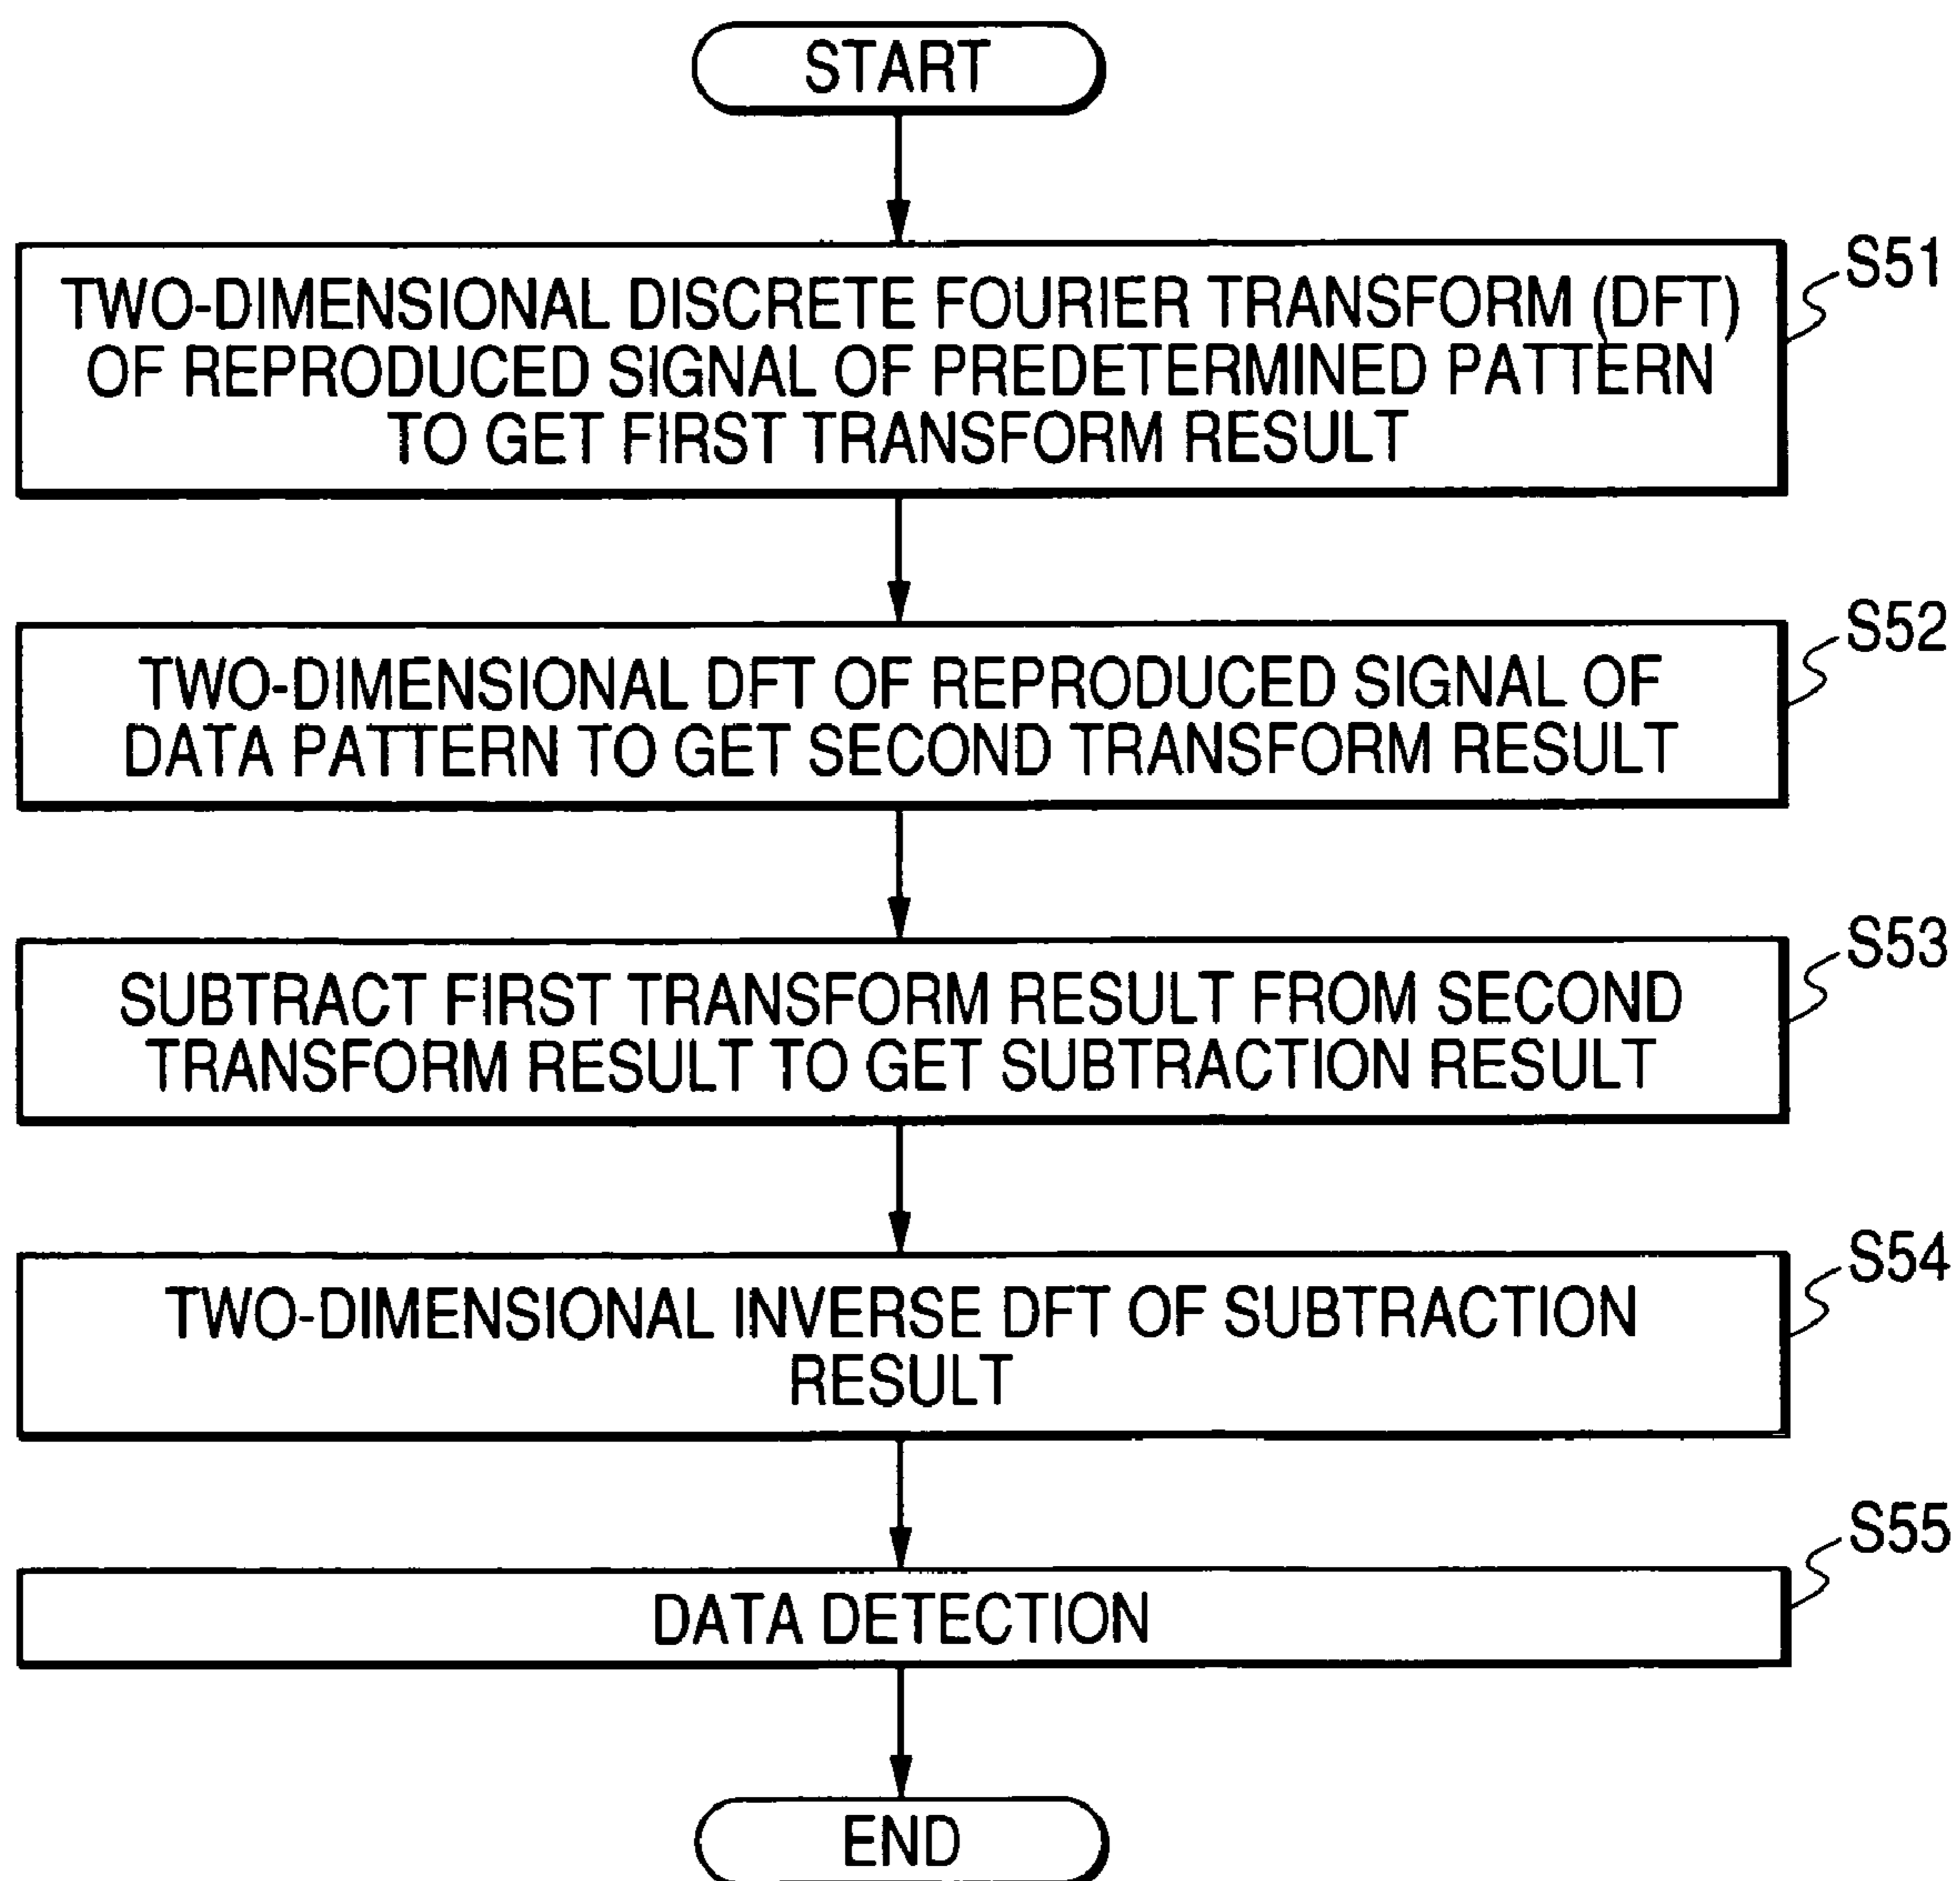 START
S51
TWO-DIMENSIONAL DISCRETE FOURIER TRANSFORM (DFT)
OF REPRODUCED SIGNAL OF PREDETERMINED PATTERN
TO GET FIRST TRANSFORM RESULT
S52
TWO-DIMENSIONAL DFT OF REPRODUCED SIGNAL OF
DATA PATTERN TO GET SECOND TRANSFORM RESULT
S53
SUBTRACT FIRST TRANSFORM RESULT FROM SECOND
TRANSFORM RESULT TO GET SUBTRACTION RESULT
S54
TWO-DIMENSIONAL INVERSE DFT OF SUBTRACTION
RESULT
S55
DATA DETECTION
END